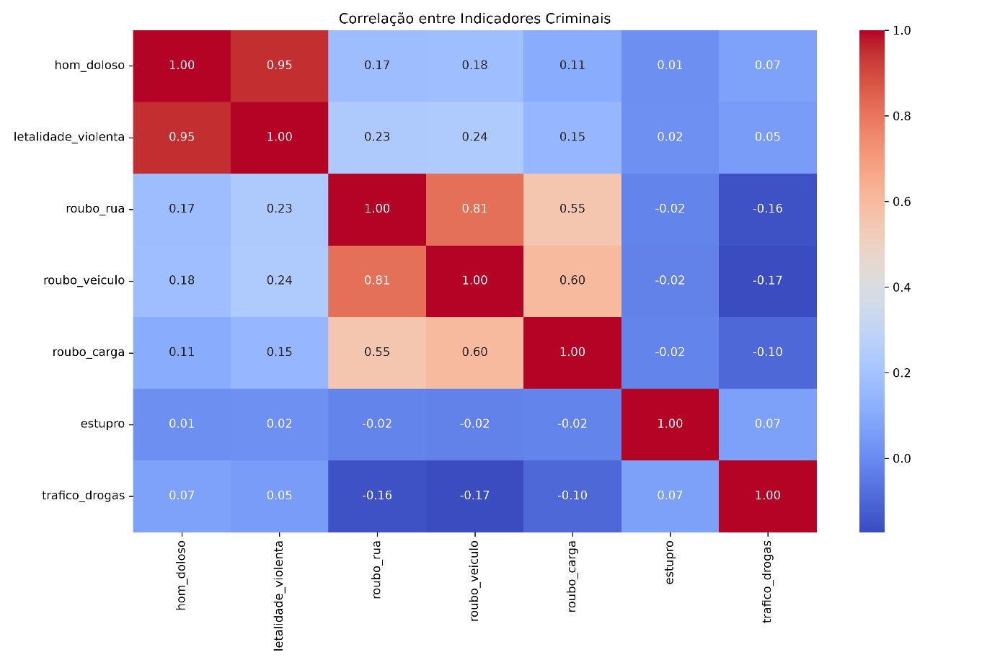 Correlação entre Indicadores Criminais
hom_doloso 1.00 0.95 0.17 0.18 0.11 0.01 0.07
letalidade_violenta 0.95 1.00 0.23 0.24 0.15 0.02 0.05
roubo_rua 0.17 0.23 1.00 0.81 0.55 -0.02 -0.16
roubo_veiculo 0.18 0.24 0.81 1.00 0.60 -0.02 -0.17
roubo_carga 0.11 0.15 0.55 0.60 1.00 -0.02 -0.10
estupro 0.01 0.02 -0.02 -0.02 -0.02 1.00 0.07
trafico_drogas 0.07 0.05 -0.16 -0.17 -0.10 0.07 1.00
hom_doloso
letalidade_violenta
roubo_rua
roubo_veiculo
roubo_carga
estupro
trafico_drogas
1.0
0.8
0.6
0.4
0.2
0.0